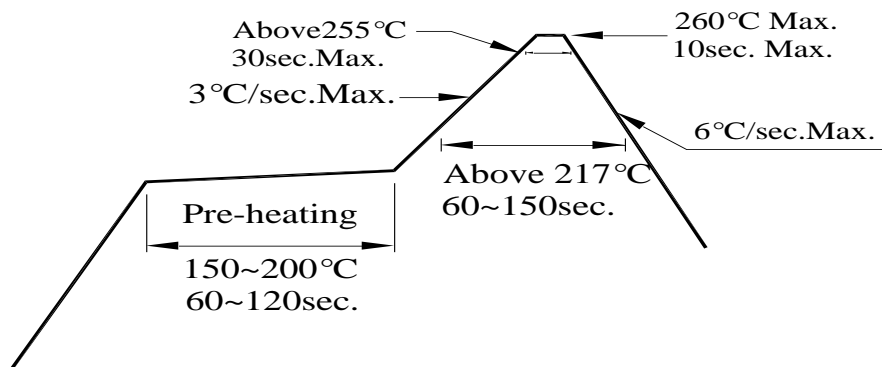 Above255°C
30sec.Max.
260°C Max.
10sec. Max.
3°C/sec.Max.
6°C/sec.Max.
Above 217°C
60~150sec.
Pre-heating
150~200°C
60~120sec.